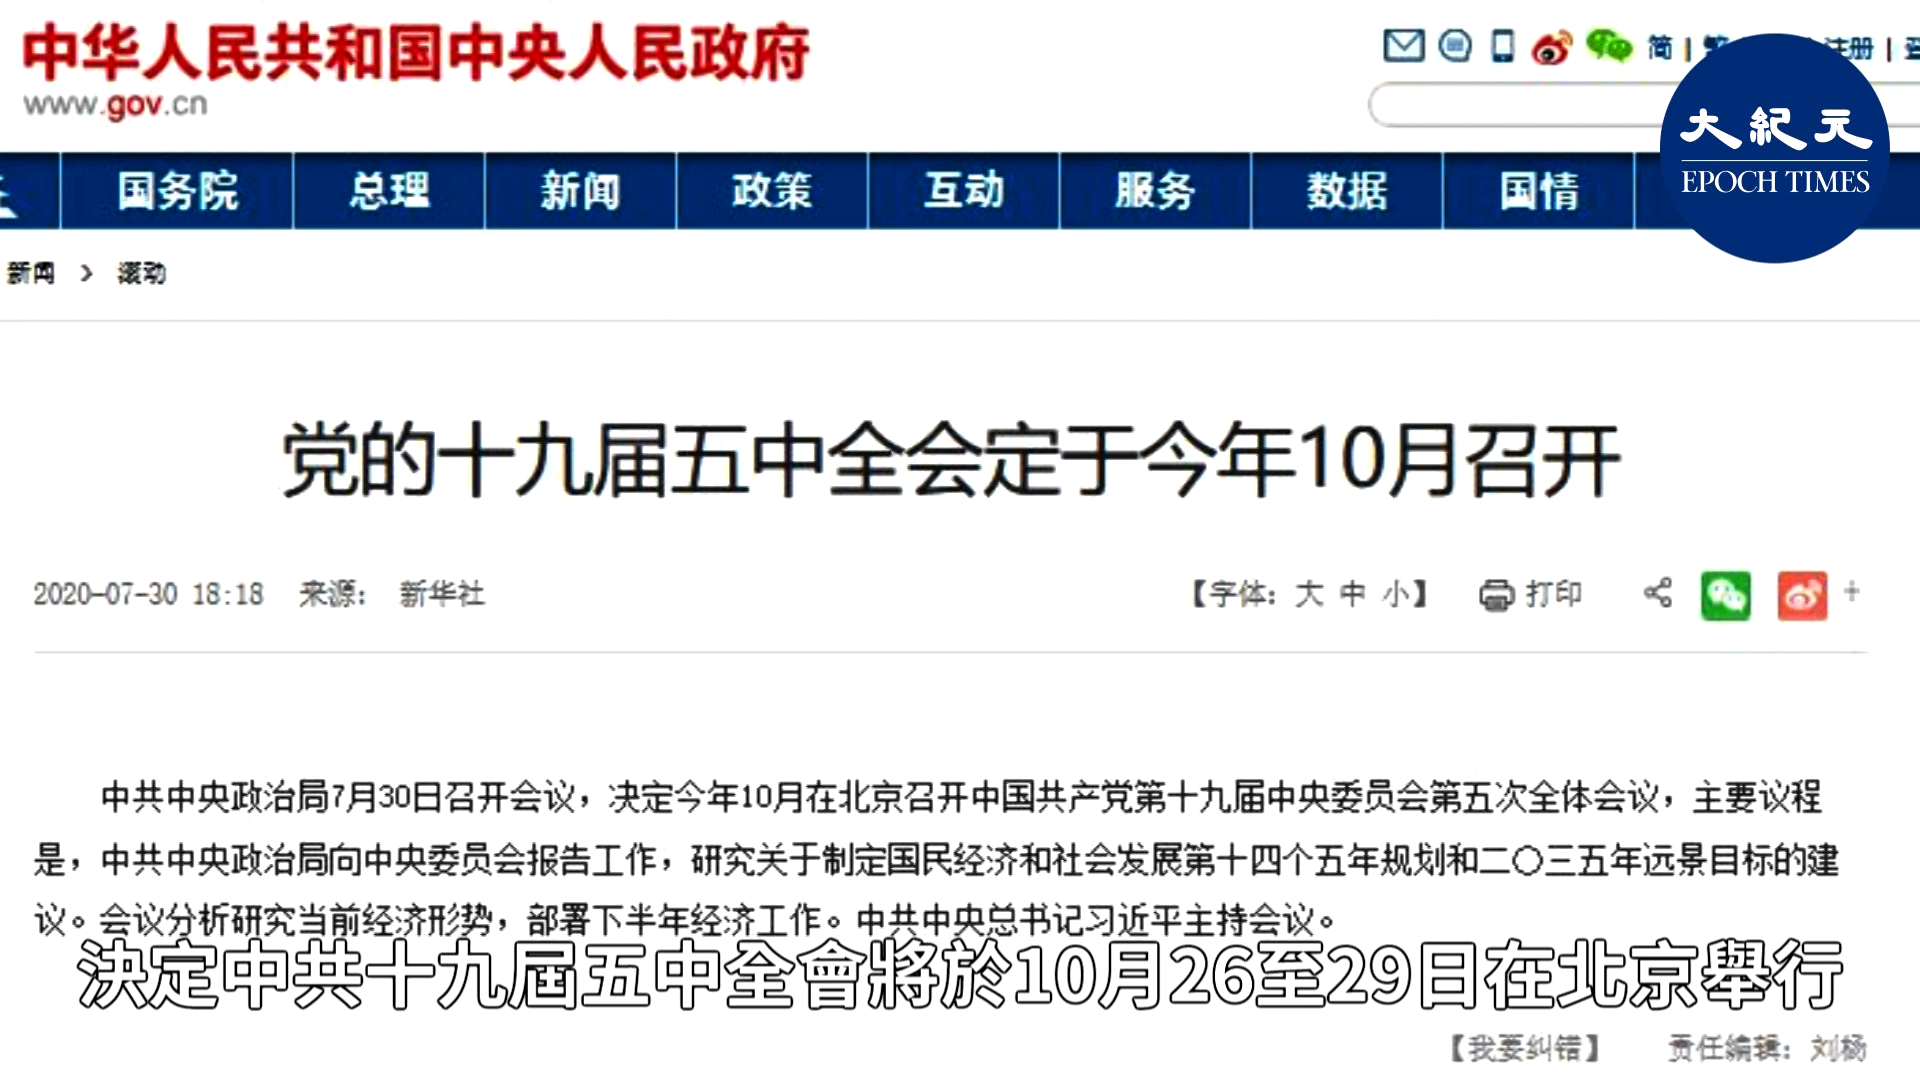 中华人民共和国中央人民政府
www.gov.cn
简 |
注册 |
大紀元
EPOCH TIMES
国务院 总理 新闻 政策 互动 服务 数据 国情
新闻 > 滚动
党的十九届五中全会定于今年10月召开
2020-07-30 18:18 来源： 新华社 【字体：大 中 小】 打印 +
中共中央政治局7月30日召开会议，决定今年10月在北京召开中国共产党第十九届中央委员会第五次全体会议，主要议程
是，中共中央政治局向中央委员会报告工作，研究关于制定国民经济和社会发展第十四个五年规划和二〇三五年远景目标的建
议。会议分析研究当前经济形势，部署下半年经济工作。中共中央总书记习近平主持会议。
決定中共十九屆五中全會將於10月26至29日在北京舉行
【我要纠错】 责任编辑：刘杨